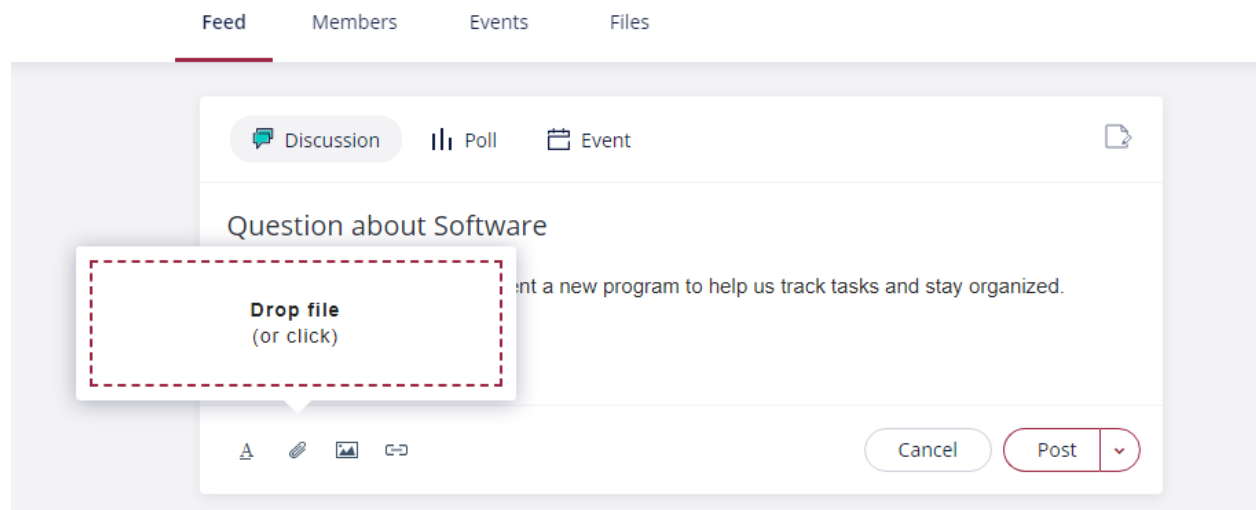 Feed Members Events Files
Discussion Poll Event
Question about Software
a new program to help us track tasks and stay organized.
Drop file
(or click)
A
Cancel Post